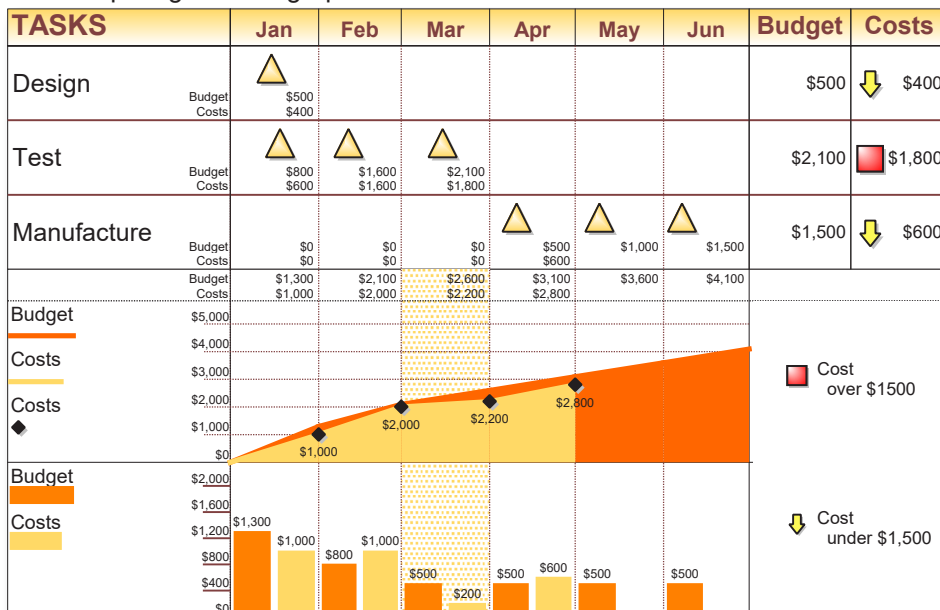 TASKS Jan Feb Mar Apr May Jun Budget Costs
Design $500 $400
Budget $500
Costs $400
Test $2,100 $1,800
Budget $800 $1,600 $2,100
Costs $600 $1,600 $1,800
Manufacture $1,500 $600
Budget $0 $0 $0 $500 $1,000 $1,500
Costs $0 $0 $0 $600
Budget $1,300 $2,100 $2,600 $3,100 $3,600 $4,100
Costs $1,000 $2,000 $2,200 $2,800
Budget
Costs
Costs
$5,000
$4,000
$3,000
$2,000
$1,000
$0
$1,000
$2,000
$2,200
$2,800
Cost
over $1500
Budget
Costs
$2,000
$1,600
$1,200
$800
$400
$0
$1,300
$1,000
$800
$1,000
$500
$200
$500
$600
$500
$500
Cost
under $1,500